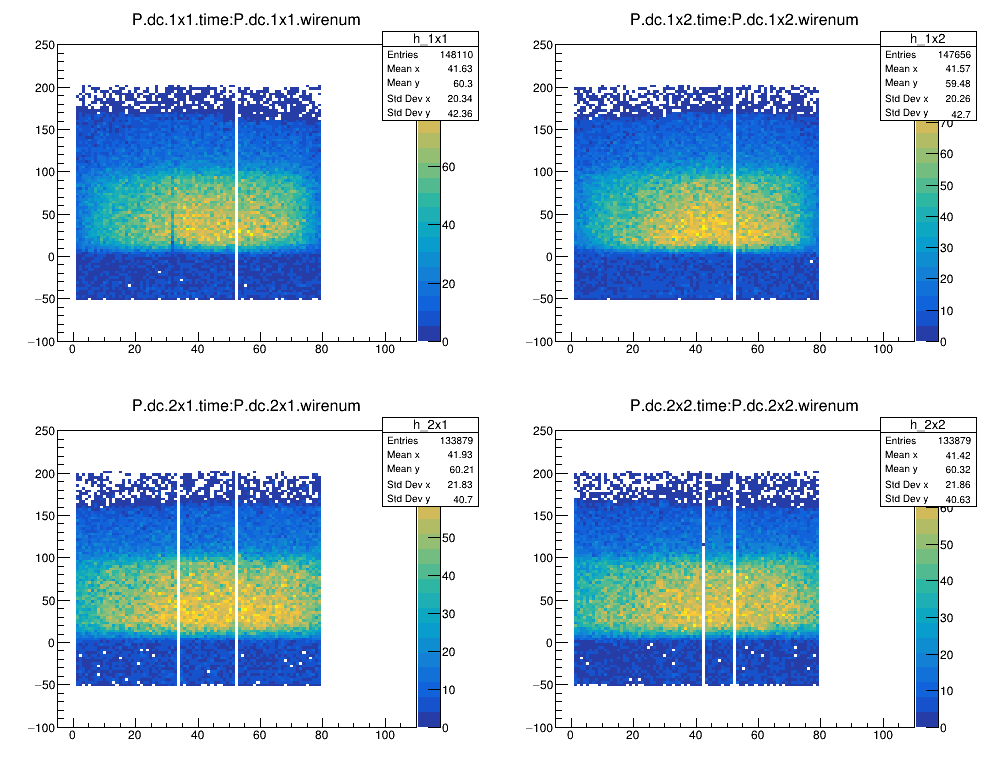 P.dc.1x1.time:P.dc.1x1.wirenum
h_1x1
Entries 148110
Mean x 41.63
Mean y 60.3
Std Dev x 20.34
Std Dev y 42.36
250
200
150
100
50
0
−50
−100
0 20 40 60 80 100
60
40
20
0
P.dc.1x2.time:P.dc.1x2.wirenum
h_1x2
Entries 147656
Mean x 41.57
Mean y 59.48
Std Dev x 20.26
Std Dev y 42.7
250
200
150
100
50
0
−50
−100
0 20 40 60 80 100
70
60
50
40
30
20
10
0
P.dc.2x1.time:P.dc.2x1.wirenum
h_2x1
Entries 133879
Mean x 41.93
Mean y 60.21
Std Dev x 21.83
Std Dev y 40.7
250
200
150
100
50
0
−50
−100
0 20 40 60 80 100
50
40
30
20
10
0
P.dc.2x2.time:P.dc.2x2.wirenum
h_2x2
Entries 133879
Mean x 41.42
Mean y 60.32
Std Dev x 21.86
Std Dev y 40.63
250
200
150
100
50
0
−50
−100
0 20 40 60 80 100
60
50
40
30
20
10
0